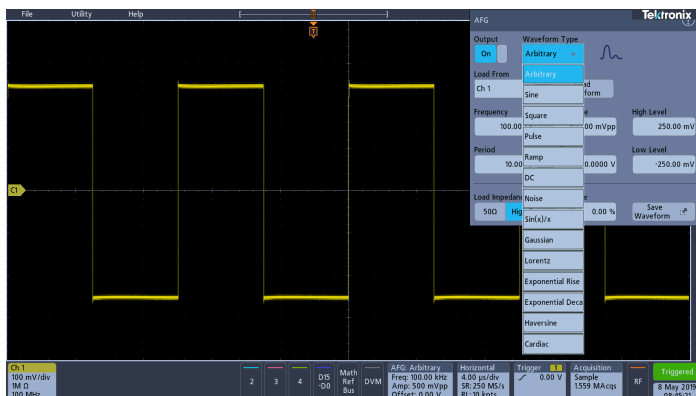 File Utility Help
Tektronix
T
AFG
Output Waveform Type
On Arbitrary
Load From
Arbitrary
Ch 1
Sine
Frequency
Square
High Level
100.00
Pulse
00 mVpp
250.00 mV
Period
Ramp
Low Level
10.00
DC
0.0000 V
-250.00 mV
C1
Noise
Load Impedan
50Ω
Hig
Sin(x)/x
0.00 %
Save
Waveform
Gaussian
Lorentz
Exponential Rise
Exponential Deca
Haversine
Cardiac
Ch 1
100 mV/div
1M Ω
100 MHz
2
3
4
D15
-D0
Math
Ref
Bus
DVM
AFG: Arbitrary
Freq: 100.00 kHz
Amp: 500 mVpp
Offset: 0.00 V
Horizontal
4.00 µs/div
SR: 250 MS/s
RL: 10 kpts
Trigger 1
0.00 V
Acquisition
Sample
1.559 MAcqs
RF
Triggered
8 May 2019